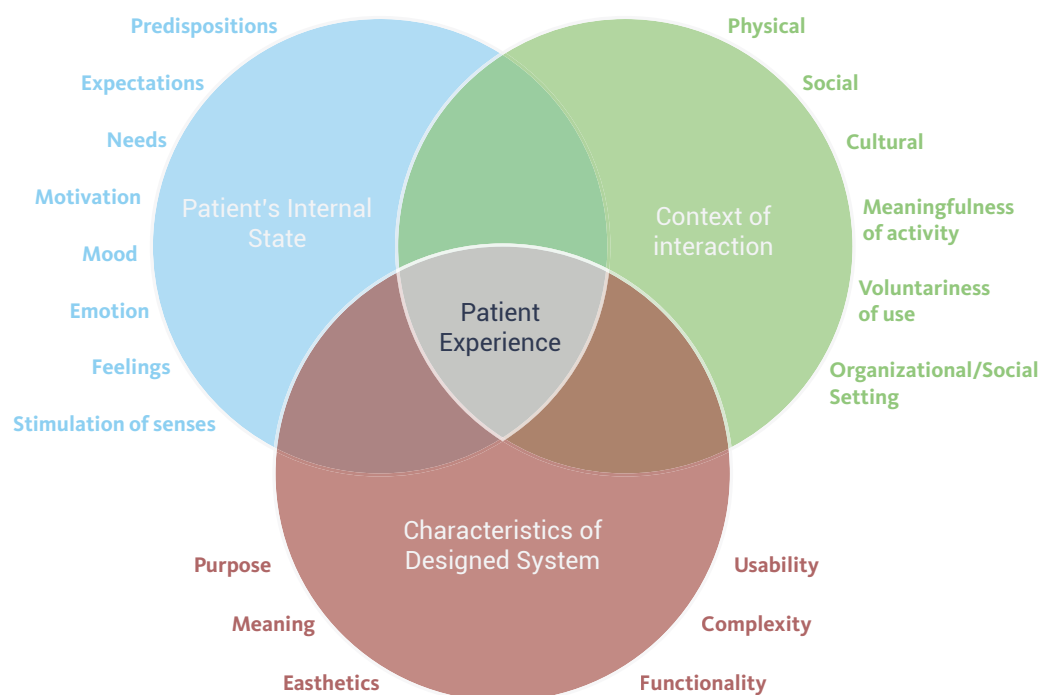 Predispositions
Expectations
Needs
Motivation
Mood
Emotion
Feelings
Stimulation of senses
Patient's Internal
State
Physical
Social
Cultural
Meaningfulness
of activity
Voluntariness
of use
Organizational/Social
Setting
Context of
interaction
Patient
Experience
Characteristics of
Designed System
Purpose
Meaning
Easthetics
Usability
Complexity
Functionality